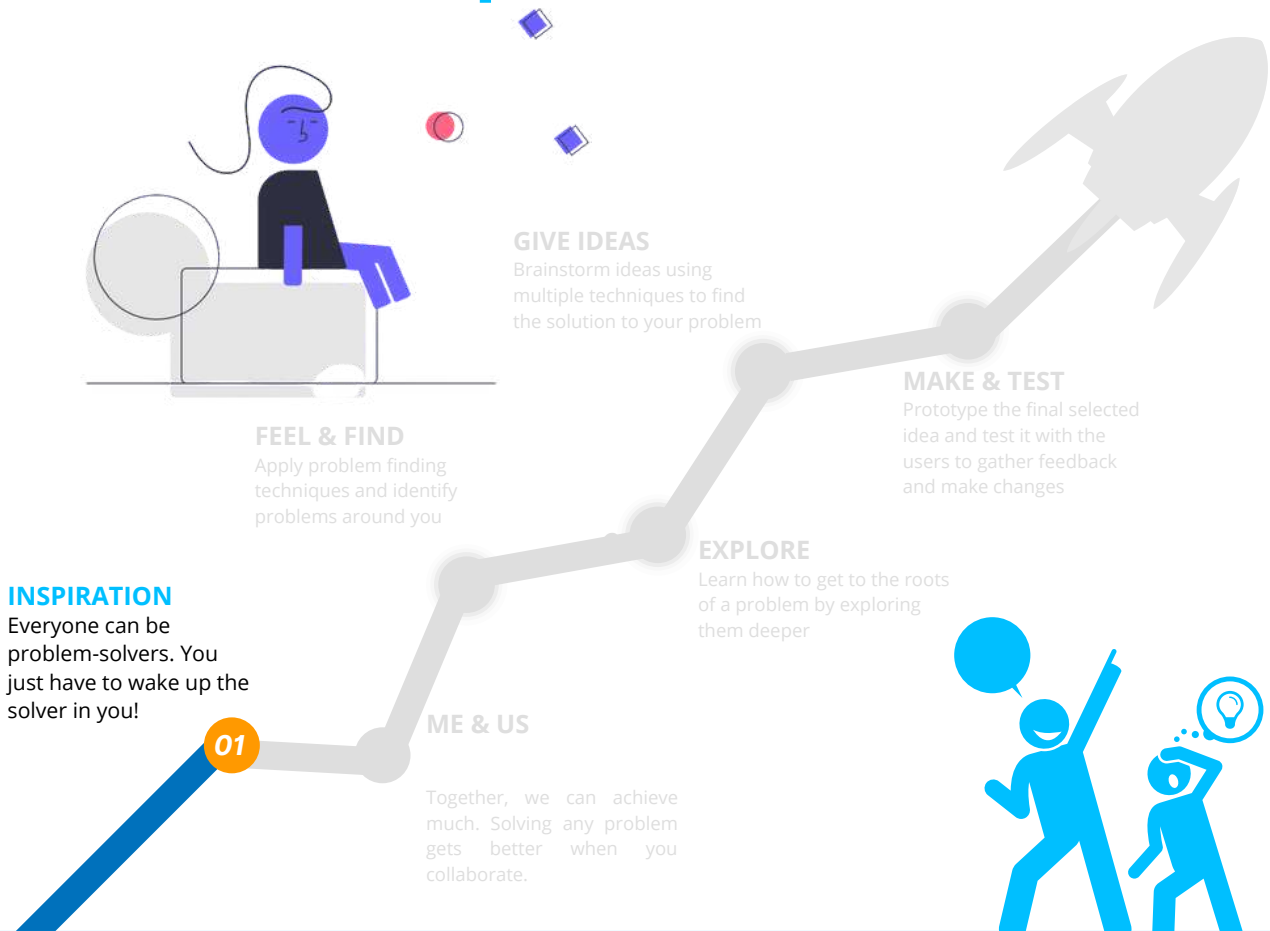 GIVE IDEAS
Brainstorm ideas using
multiple techniques to find
the solution to your problem
MAKE & TEST
Prototype the final selected
idea and test it with the
users to gather feedback
and make changes
FEEL & FIND
Apply problem finding
techniques and identify
problems around you
EXPLORE
Learn how to get to the roots
of a problem by exploring
them deeper
INSPIRATION
Everyone can be
problem-solvers. You
just have to wake up the
solver in you!
01
ME & US
Together, we can achieve
much. Solving any problem
gets better when you
collaborate.